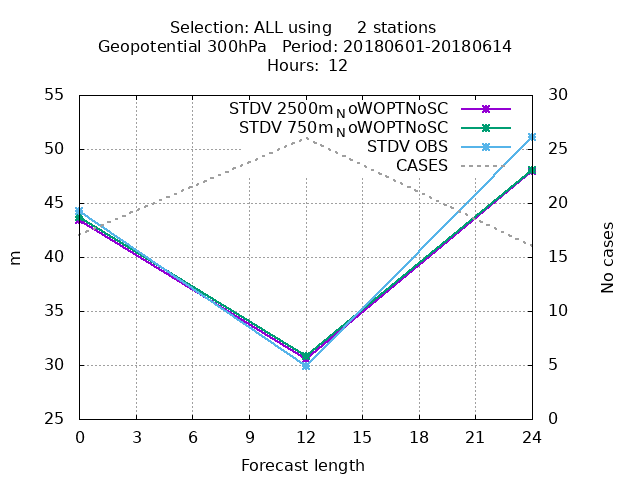 Selection: ALL using 2 stations
Geopotential 300hPa Period: 20180601-20180614
Hours: 12
STDV 2500m_NoWOPTNoSC
STDV 750m_NoWOPTNoSC
STDV OBS
CASES
55
50
45
40
35
30
25
m
30
25
20
15
10
5
0
No cases
0 3 6 9 12 15 18 21 24
Forecast length